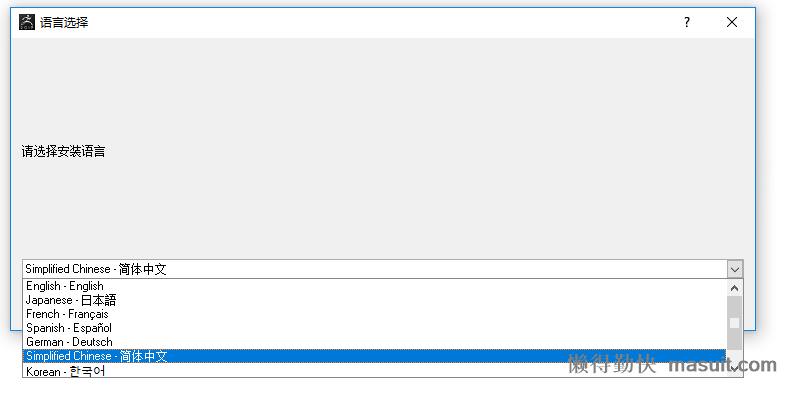 语言选择
请选择安装语言
Simplified Chinese - 简体中文
English - English
Japanese - 日本語
French - Français
Spanish - Español
German - Deutsch
Simplified Chinese - 简体中文
Korean - 한국어
懒得勤快 masuit.com